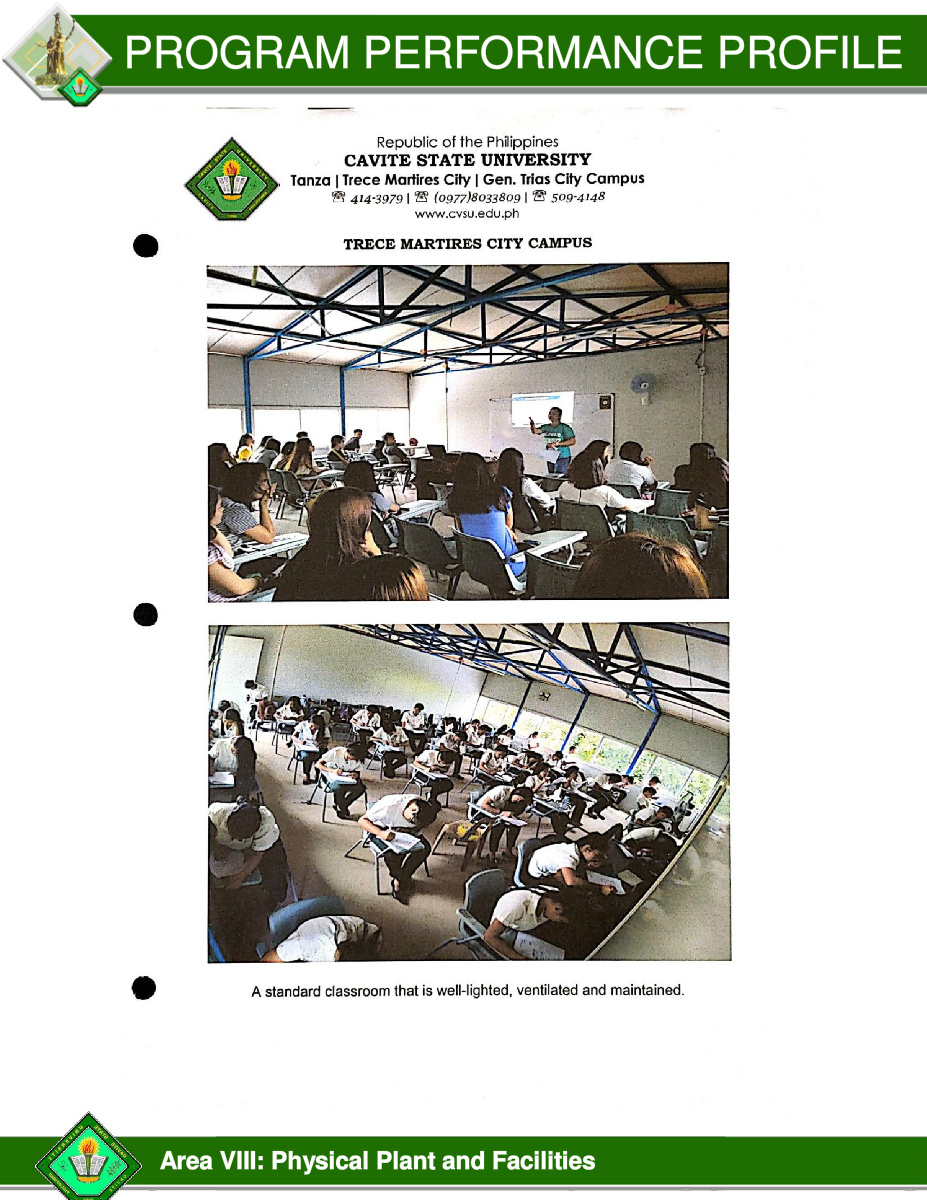 PROGRAM PERFORMANCE PROFILE
Republic of the Philippines
CAVITE STATE UNIVERSITY
Tanza | Trece Martires City | Gen. Trias City Campus
☎ 414-3979 | ☎ (0977)8033809 | ☎ 509-4148
www.cvsu.edu.ph
TRECE MARTIRES CITY CAMPUS
A standard classroom that is well-lighted, ventilated and maintained.
Area VIII: Physical Plant and Facilities